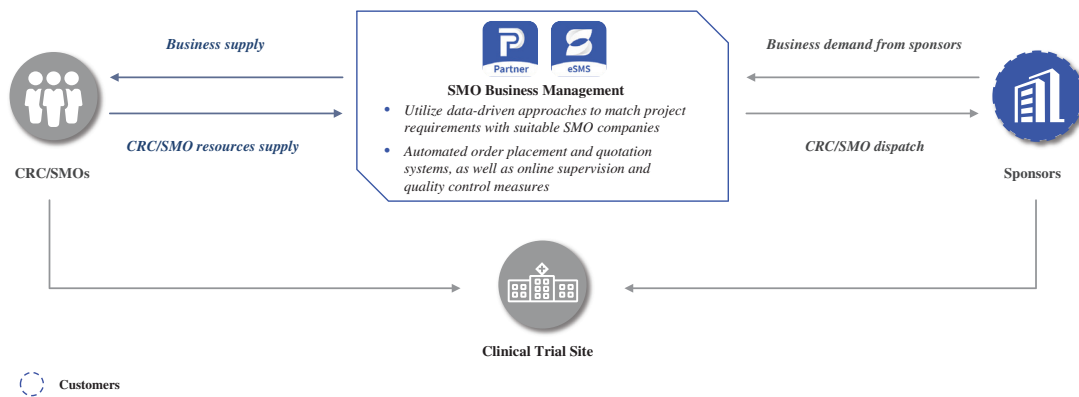 Business supply
Business demand from sponsors
Partner
eSMS
SMO Business Management
• Utilize data-driven approaches to match project
requirements with suitable SMO companies
• Automated order placement and quotation
systems, as well as online supervision and
quality control measures
CRC/SMO resources supply
CRC/SMO dispatch
CRC/SMOs
Sponsors
Clinical Trial Site
Customers